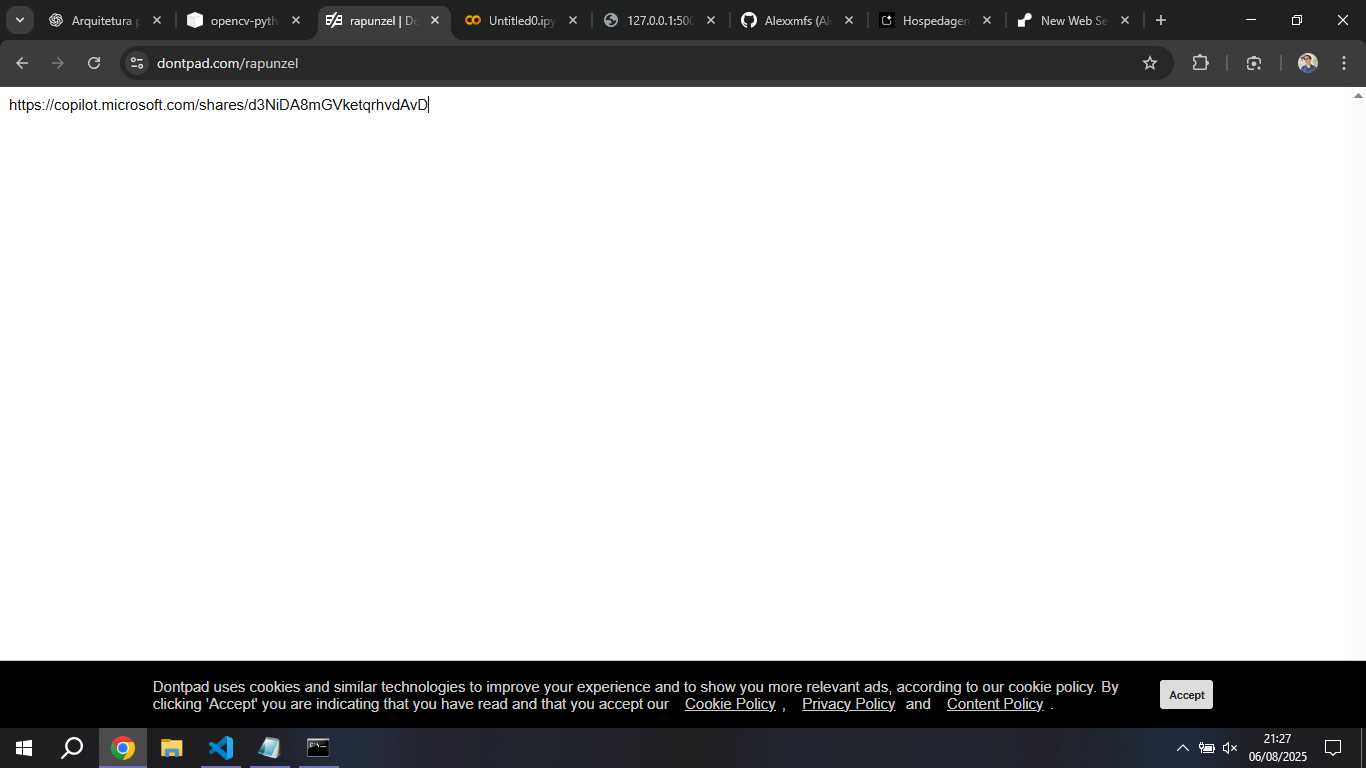 Arquitetura p
opencv-pyth
rapunzel | Do
Untitled0.ipy
127.0.0.1:500
Alexxmfs (Al
Hospedagem
New Web Se
dontpad.com/rapunzel
https://copilot.microsoft.com/shares/d3NiDA8mGVketqrhvdAvD
Dontpad uses cookies and similar technologies to improve your experience and to show you more relevant ads, according to our cookie policy. By
clicking 'Accept' you are indicating that you have read and that you accept our Cookie Policy , Privacy Policy and Content Policy .
Accept
21:27
06/08/2025